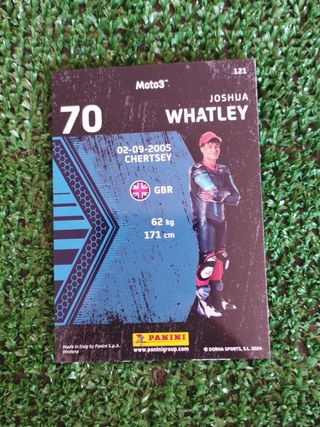 Moto3™
121
70
JOSHUA
WHATLEY
02-09-2005
CHERTSEY
GBR
62 kg
171 cm
Made in Italy by Panini S.p.A.
Modena
PANINI
www.paninigroup.com
© DORNA SPORTS, S.L. 2024